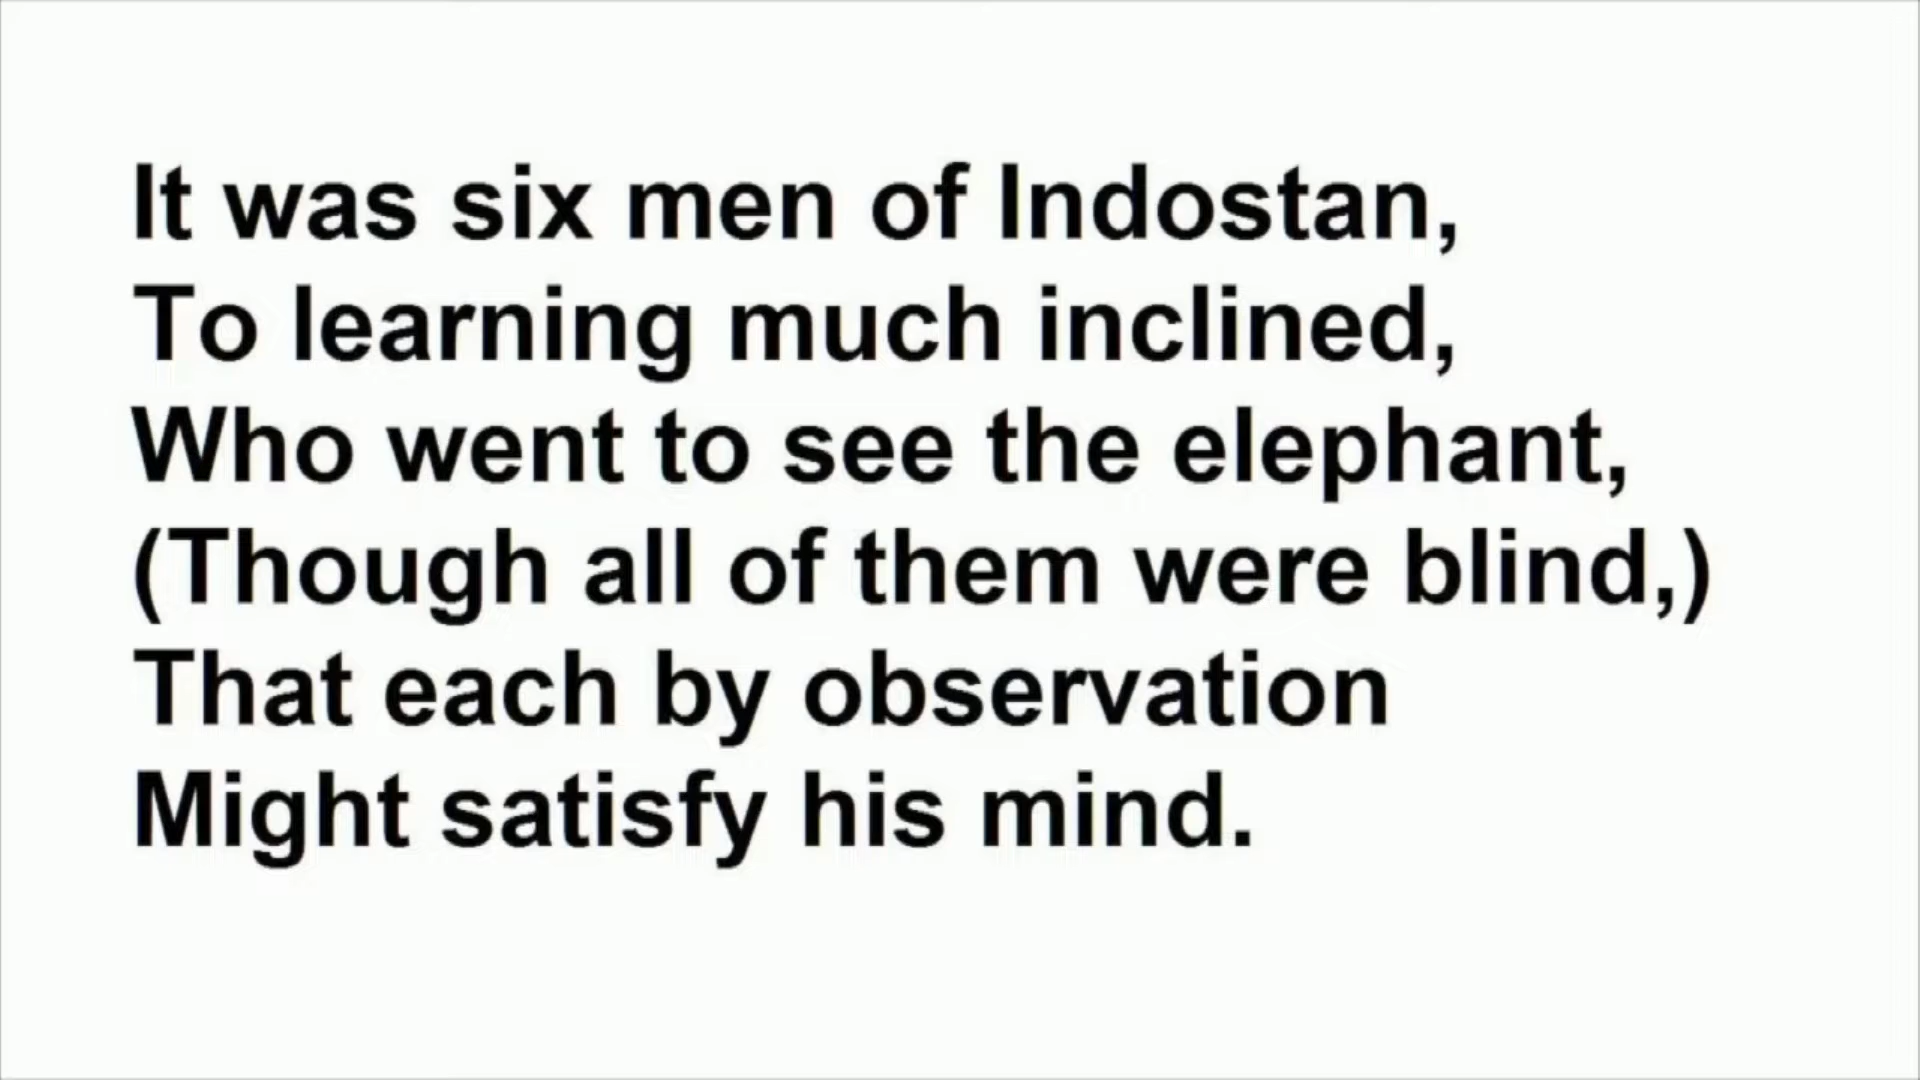 It was six men of Indostan,
To learning much inclined,
Who went to see the elephant,
(Though all of them were blind,)
That each by observation
Might satisfy his mind.